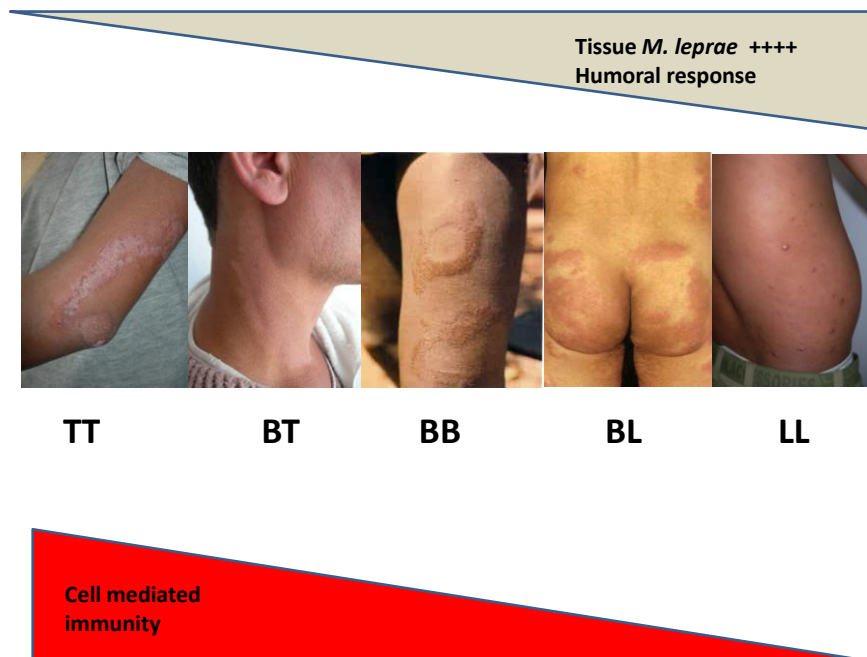 Tissue M. leprae ++++
Humoral response
TT BT BB BL LL
Cell mediated
immunity